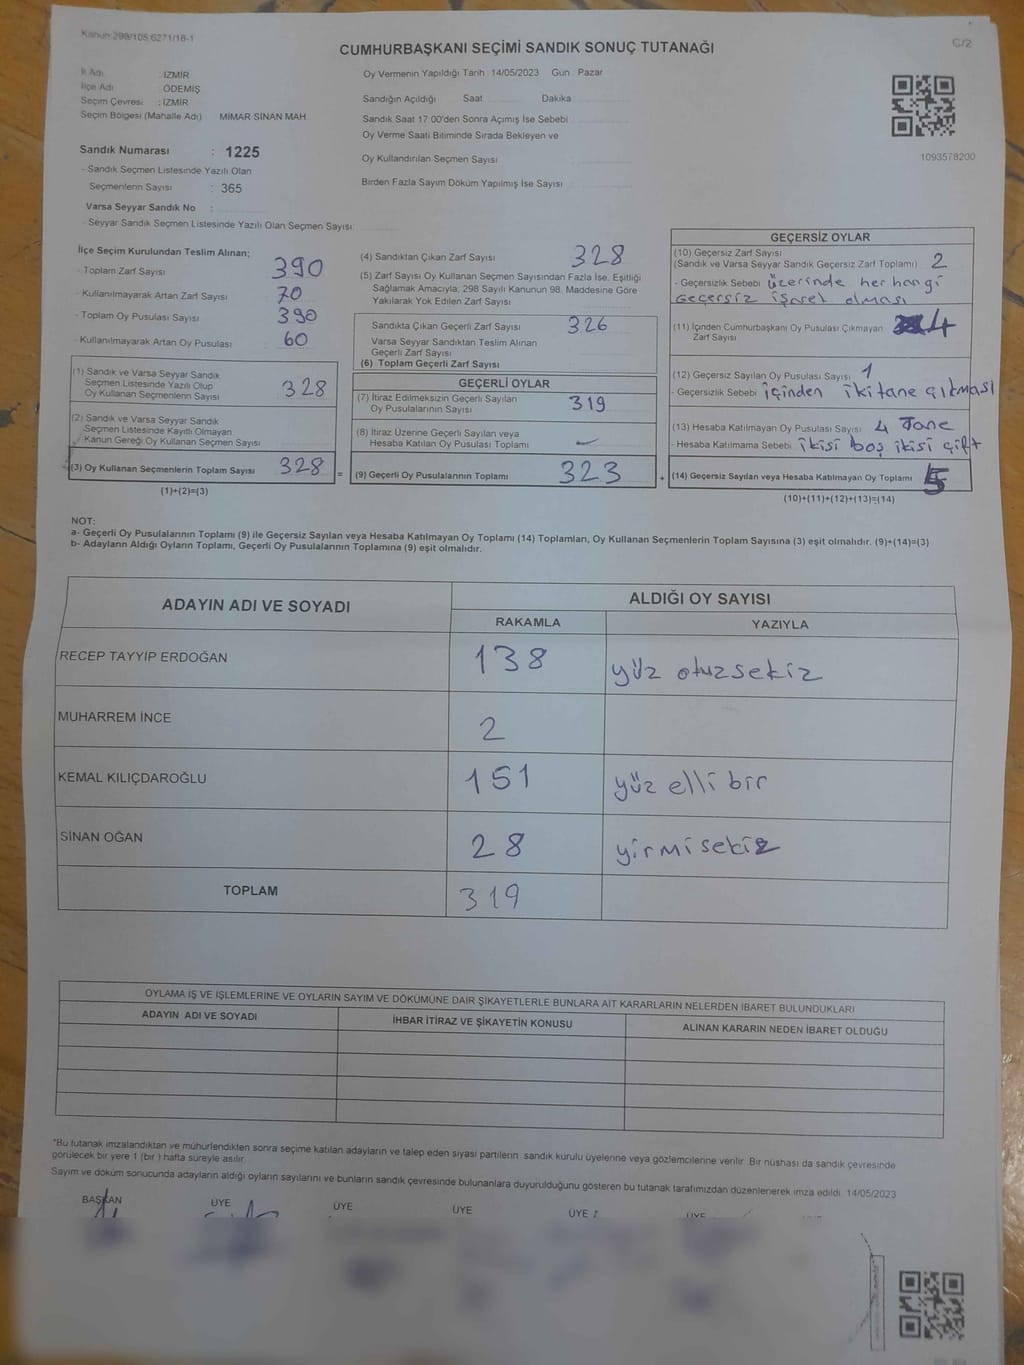 Kanun:298/105;6271/18-1
C/2
CUMHURBAŞKANI SEÇİMİ SANDIK SONUÇ TUTANAĞI
İl Adı : İZMİR
İlçe Adı : ÖDEMİŞ
Seçim Çevresi : İZMİR
Seçim Bölgesi (Mahalle Adı) MİMAR SİNAN MAH.
Sandık Numarası : 1225
- Sandık Seçmen Listesinde Yazılı Olan
Seçmenlerin Sayısı : 365
Varsa Seyyar Sandık No :
- Seyyar Sandık Seçmen Listesinde Yazılı Olan Seçmen Sayısı:
Oy Vermenin Yapıldığı Tarih : 14/05/2023 Gün : Pazar
Sandığın Açıldığı Saat Dakika
Sandık Saat 17:00'den Sonra Açılmış İse Sebebi
Oy Verme Saati Bitiminde Sırada Bekleyen ve
Oy Kullandırılan Seçmen Sayısı
Birden Fazla Sayım Döküm Yapılmış İse Sayısı
1093578200
İlçe Seçim Kurulundan Teslim Alınan;
- Toplam Zarf Sayısı : 390
- Kullanılmayarak Artan Zarf Sayısı : 70
- Toplam Oy Pusulası Sayısı : 390
- Kullanılmayarak Artan Oy Pusulası : 60
(1) Sandık ve Varsa Seyyar Sandık
Seçmen Listesinde Yazılı Olup
Oy Kullanan Seçmenlerin Sayısı : 328
(2) Sandık ve Varsa Seyyar Sandık
Seçmen Listesinde Kayıtlı Olmayan
Kanun Gereği Oy Kullanan Seçmen Sayısı :
(3) Oy Kullanan Seçmenlerin Toplam Sayısı : 328 =
(1)+(2)=(3)
(4) Sandıktan Çıkan Zarf Sayısı : 328
(5) Zarf Sayısı Oy Kullanan Seçmen Sayısından Fazla İse, Eşitliği
Sağlamak Amacıyla; 298 Sayılı Kanunun 98. Maddesine Göre
Yakılarak Yok Edilen Zarf Sayısı :
Sandıkta Çıkan Geçerli Zarf Sayısı : 326
Varsa Seyyar Sandıktan Teslim Alınan
Geçerli Zarf Sayısı :
(6) Toplam Geçerli Zarf Sayısı :
GEÇERLİ OYLAR
(7) İtiraz Edilmeksizin Geçerli Sayılan
Oy Pusulalarının Sayısı : 319
(8) İtiraz Üzerine Geçerli Sayılan veya
Hesaba Katılan Oy Pusulası Toplamı :
(9) Geçerli Oy Pusulalarının Toplamı : 323 +
GEÇERSİZ OYLAR
(10) Geçersiz Zarf Sayısı
(Sandık ve Varsa Seyyar Sandık Geçersiz Zarf Toplamı) : 2
- Geçersizlik Sebebi : üzerinde herhangi
geçersiz işaret olması
(11) İçinden Cumhurbaşkanı Oy Pusulası Çıkmayan
Zarf Sayısı : 4
(12) Geçersiz Sayılan Oy Pusulası Sayısı : 1
- Geçersizlik Sebebi : içinden iki tane çıkması
(13) Hesaba Katılmayan Oy Pusulası Sayısı : 4 Tane
- Hesaba Katılmama Sebebi : ikisi boş ikisi çift
(14) Geçersiz Sayılan veya Hesaba Katılmayan Oy Toplamı : 5
(10)+(11)+(12)+(13)=(14)
NOT:
a- Geçerli Oy Pusulalarının Toplamı (9) ile Geçersiz Sayılan veya Hesaba Katılmayan Oy Toplamı (14) Toplamları, Oy Kullanan Seçmenlerin Toplam Sayısına (3) eşit olmalıdır. (9)+(14)=(3)
b- Adayların Aldığı Oyların Toplamı, Geçerli Oy Pusulalarının Toplamına (9) eşit olmalıdır.
ADAYIN ADI VE SOYADI ALDIĞI OY SAYISI
RAKAMLA YAZIYLA
RECEP TAYYİP ERDOĞAN 138 yüz otuzsekiz
MUHARREM İNCE 2
KEMAL KILIÇDAROĞLU 151 yüz elli bir
SİNAN OĞAN 28 yirmisekiz
TOPLAM 319
OYLAMA İŞ VE İŞLEMLERİNE VE OYLARIN SAYIM VE DÖKÜMÜNE DAİR ŞİKAYETLERLE BUNLARA AİT KARARLARIN NELERDEN İBARET BULUNDUKLARI
ADAYIN ADI VE SOYADI İHBAR İTİRAZ VE ŞİKAYETİN KONUSU ALINAN KARARIN NEDEN İBARET OLDUĞU
*Bu tutanak imzalandıktan ve mühürlendikten sonra seçime katılan adayların ve talep eden siyasi partilerin sandık kurulu üyelerine veya gözlemcilerine verilir. Bir nüshası da sandık çevresinde
görülecek bir yere 1 (bir ) hafta süreyle asılır.
Sayım ve döküm sonucunda adayların aldığı oyların sayılarını ve bunların sandık çevresinde bulunanlara duyurulduğunu gösteren bu tutanak tarafımızdan düzenlenerek imza edildi. 14/05/2023
BAŞKAN ÜYE ÜYE ÜYE ÜYE ÜYE